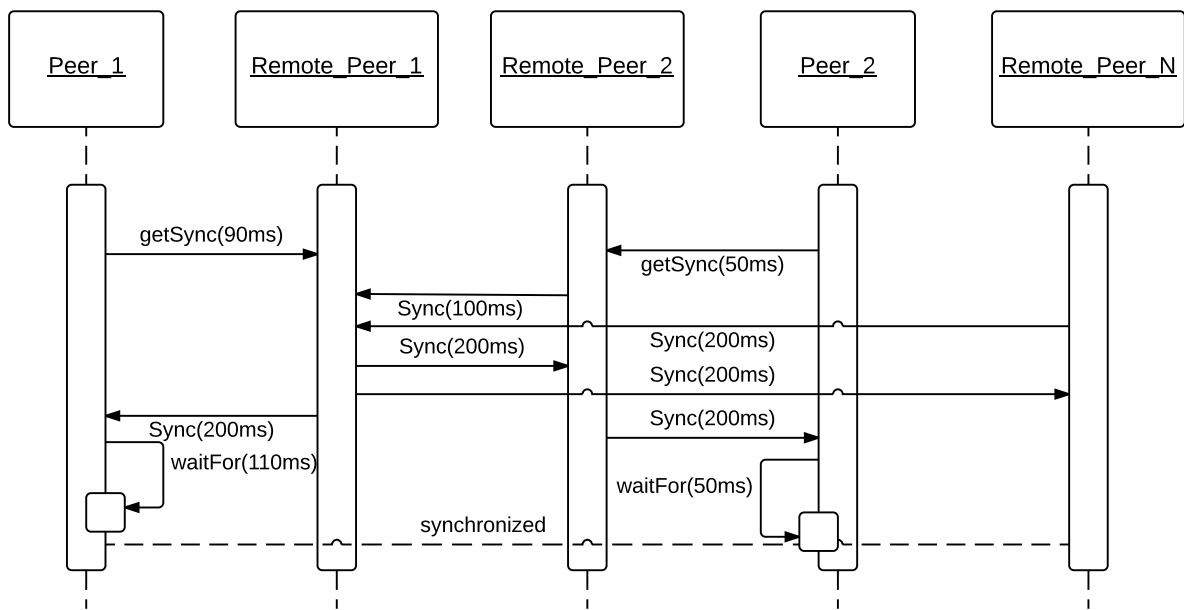 Peer_1
Remote_Peer_1
Remote_Peer_2
Peer_2
Remote_Peer_N
getSync(90ms)
getSync(50ms)
Sync(100ms)
Sync(200ms)
Sync(200ms)
Sync(200ms)
Sync(200ms)
Sync(200ms)
waitFor(110ms)
waitFor(50ms)
synchronized